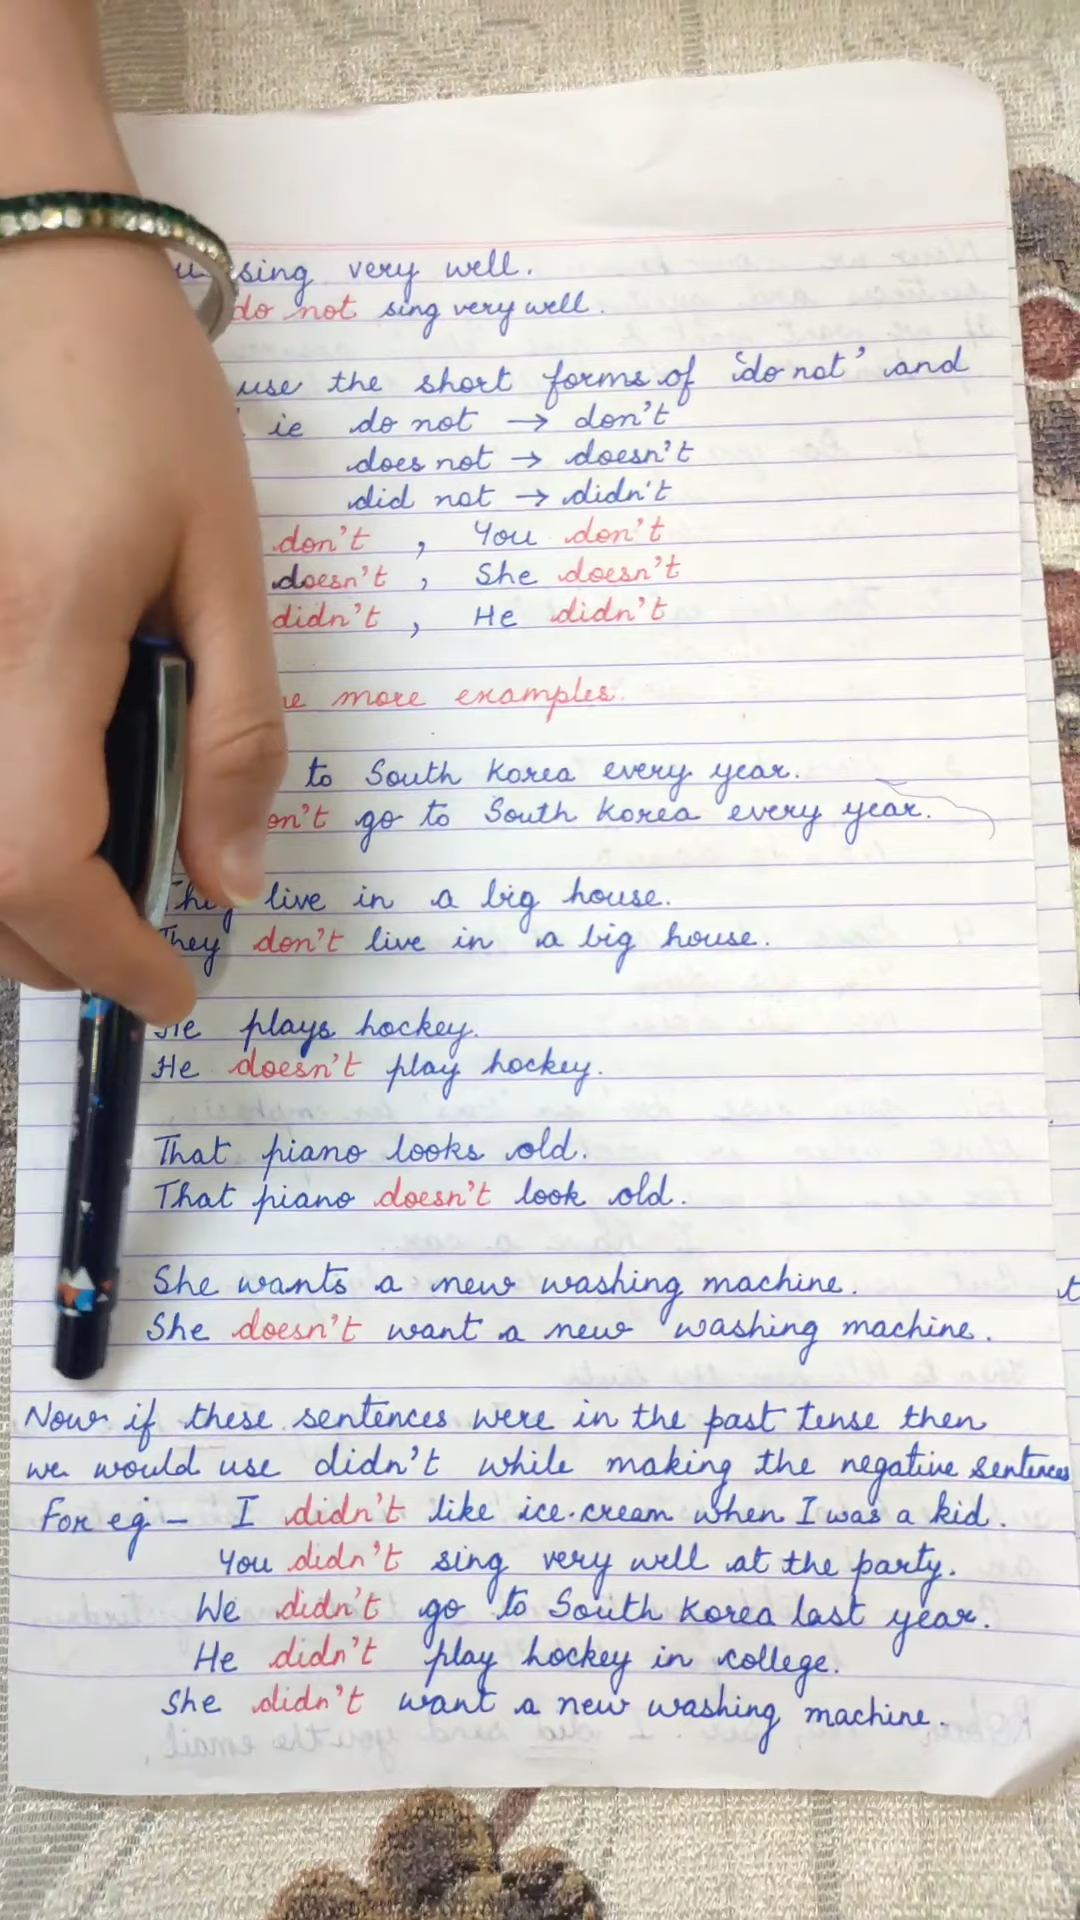 sing very well.
do not sing very well.
use the short forms of 'do not' and
ie do not → don't
does not → doesn't
did not → didn't
don't , You don't
doesn't , She doesn't
didn't , He didn't
more examples.
to South Korea every year.
go to South Korea every year.
They live in a big house.
They don't live in a big house.
He plays hockey.
He doesn't play hockey.
That piano looks old.
That piano doesn't look old.
She wants a new washing machine.
She doesn't want a new washing machine.
Now if these sentences were in the past tense then
we would use didn't while making the negative sentences
For eg - I didn't like ice-cream when I was a kid.
You didn't sing very well at the party.
We didn't go to South Korea last year.
He didn't play hockey in college.
She didn't want a new washing machine.